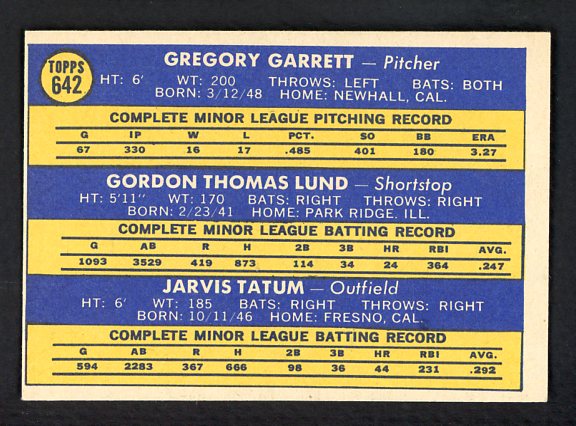 TOPPS
642
GREGORY GARRETT — Pitcher
HT: 6' WT: 200 THROWS: LEFT BATS: BOTH
BORN: 3/12/48 HOME: NEWHALL, CAL.
COMPLETE MINOR LEAGUE PITCHING RECORD
G IP W L PCT. SO BB ERA
67 330 16 17 .485 401 180 3.27
GORDON THOMAS LUND — Shortstop
HT: 5'11" WT: 170 BATS: RIGHT THROWS: RIGHT
BORN: 2/23/41 HOME: PARK RIDGE. ILL.
COMPLETE MINOR LEAGUE BATTING RECORD
G AB R H 2B 3B HR RBI AVG.
1093 3529 419 873 114 34 24 364 .247
JARVIS TATUM — Outfield
HT: 6' WT: 185 BATS: RIGHT THROWS: RIGHT
BORN: 10/11/46 HOME: FRESNO, CAL.
COMPLETE MINOR LEAGUE BATTING RECORD
G AB R H 2B 3B HR RBI AVG.
594 2283 367 666 98 36 44 231 .292